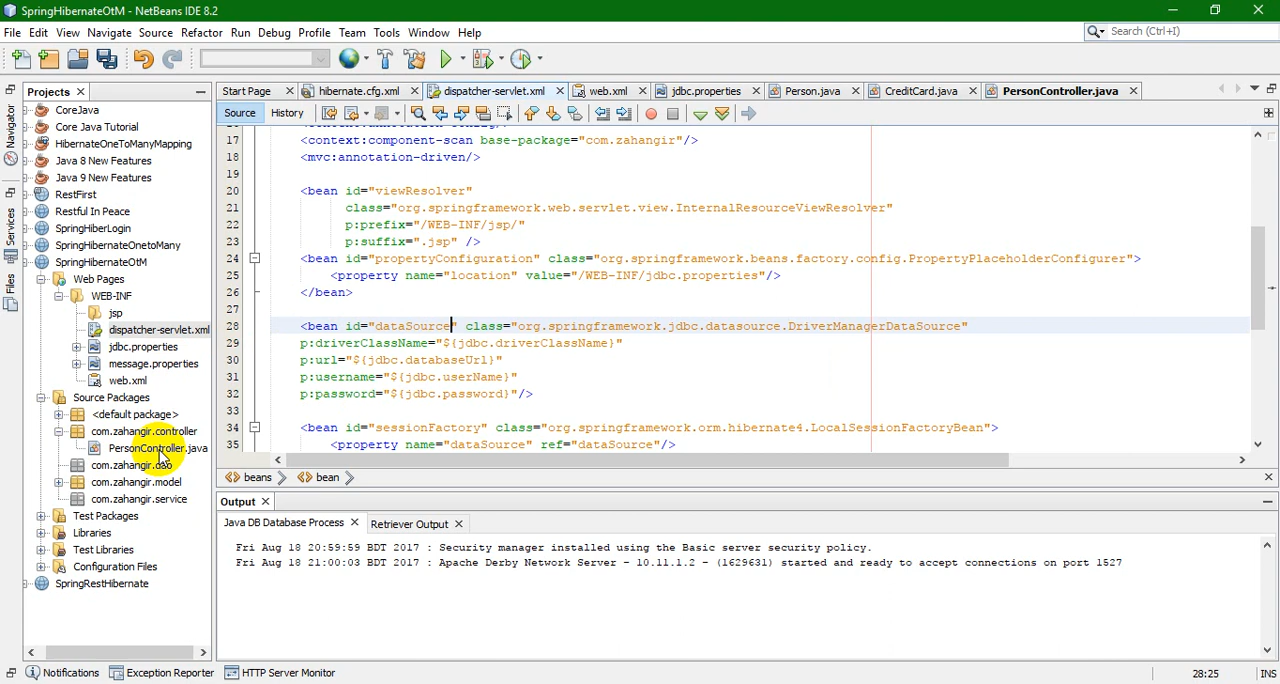 SpringHibernateOtM - NetBeans IDE 8.2
File Edit View Navigate Source Refactor Run Debug Profile Team Tools Window Help
Search (Ctrl+I)
Projects
Start Page hibernate.cfg.xml dispatcher-servlet.xml web.xml jdbc.properties Person.java CreditCard.java PersonController.java
Source History
Navigator
Services
Files
CoreJava
Core Java Tutorial
HibernateOneToManyMapping
Java 8 New Features
Java 9 New Features
RestFirst
Restful In Peace
SpringHiberLogin
SpringHibernateOnetoMany
SpringHibernateOtM
Web Pages
WEB-INF
jsp
dispatcher-servlet.xml
jdbc.properties
message.properties
web.xml
Source Packages
<default package>
com.zahangir.controller
PersonController.java
com.zahangir.dao
com.zahangir.model
com.zahangir.service
Test Packages
Libraries
Test Libraries
Configuration Files
SpringRestHibernate
17 <context:component-scan base-package="com.zahangir"/>
18 <mvc:annotation-driven/>
19
20 <bean id="viewResolver"
21 class="org.springframework.web.servlet.view.InternalResourceViewResolver"
22 p:prefix="/WEB-INF/jsp/"
23 p:suffix=".jsp" />
24 <bean id="propertyConfiguration" class="org.springframework.beans.factory.config.PropertyPlaceholderConfigurer">
25 <property name="location" value="/WEB-INF/jdbc.properties"/>
26 </bean>
27
28 <bean id="dataSource" class="org.springframework.jdbc.datasource.DriverManagerDataSource"
29 p:driverClassName="${jdbc.driverClassName}"
30 p:url="${jdbc.databaseUrl}"
31 p:username="${jdbc.userName}"
32 p:password="${jdbc.password}"/>
33
34 <bean id="sessionFactory" class="org.springframework.orm.hibernate4.LocalSessionFactoryBean">
35 <property name="dataSource" ref="dataSource"/>
beans bean
Output
Java DB Database Process Retriever Output
Fri Aug 18 20:59:59 BDT 2017 : Security manager installed using the Basic server security policy.
Fri Aug 18 21:00:03 BDT 2017 : Apache Derby Network Server - 10.11.1.2 - (1629631) started and ready to accept connections on port 1527
Notifications Exception Reporter HTTP Server Monitor
28:25 INS